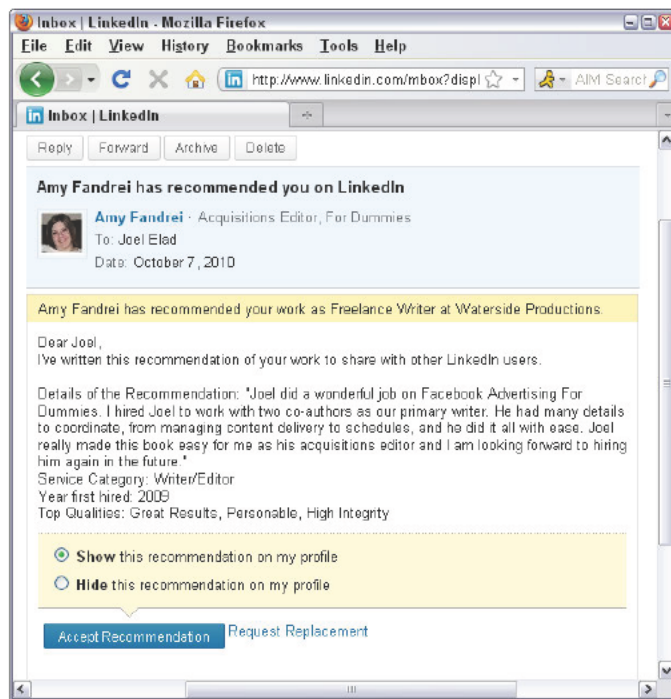 Inbox | LinkedIn - Mozilla Firefox
File Edit View History Bookmarks Tools Help
http://www.linkedin.com/mbox?displ
AIM Search
Inbox | LinkedIn
Reply Forward Archive Delete
Amy Fandrei has recommended you on LinkedIn
Amy Fandrei · Acquisitions Editor, For Dummies
To: Joel Elad
Date: October 7, 2010
Amy Fandrei has recommended your work as Freelance Writer at Waterside Productions.
Dear Joel,
I've written this recommendation of your work to share with other LinkedIn users.
Details of the Recommendation: "Joel did a wonderful job on Facebook Advertising For
Dummies. I hired Joel to work with two co-authors as our primary writer. He had many details
to coordinate, from managing content delivery to schedules, and he did it all with ease. Joel
really made this book easy for me as his acquisitions editor and I am looking forward to hiring
him again in the future."
Service Category: Writer/Editor
Year first hired: 2009
Top Qualities: Great Results, Personable, High Integrity
Show this recommendation on my profile
Hide this recommendation on my profile
Accept Recommendation Request Replacement